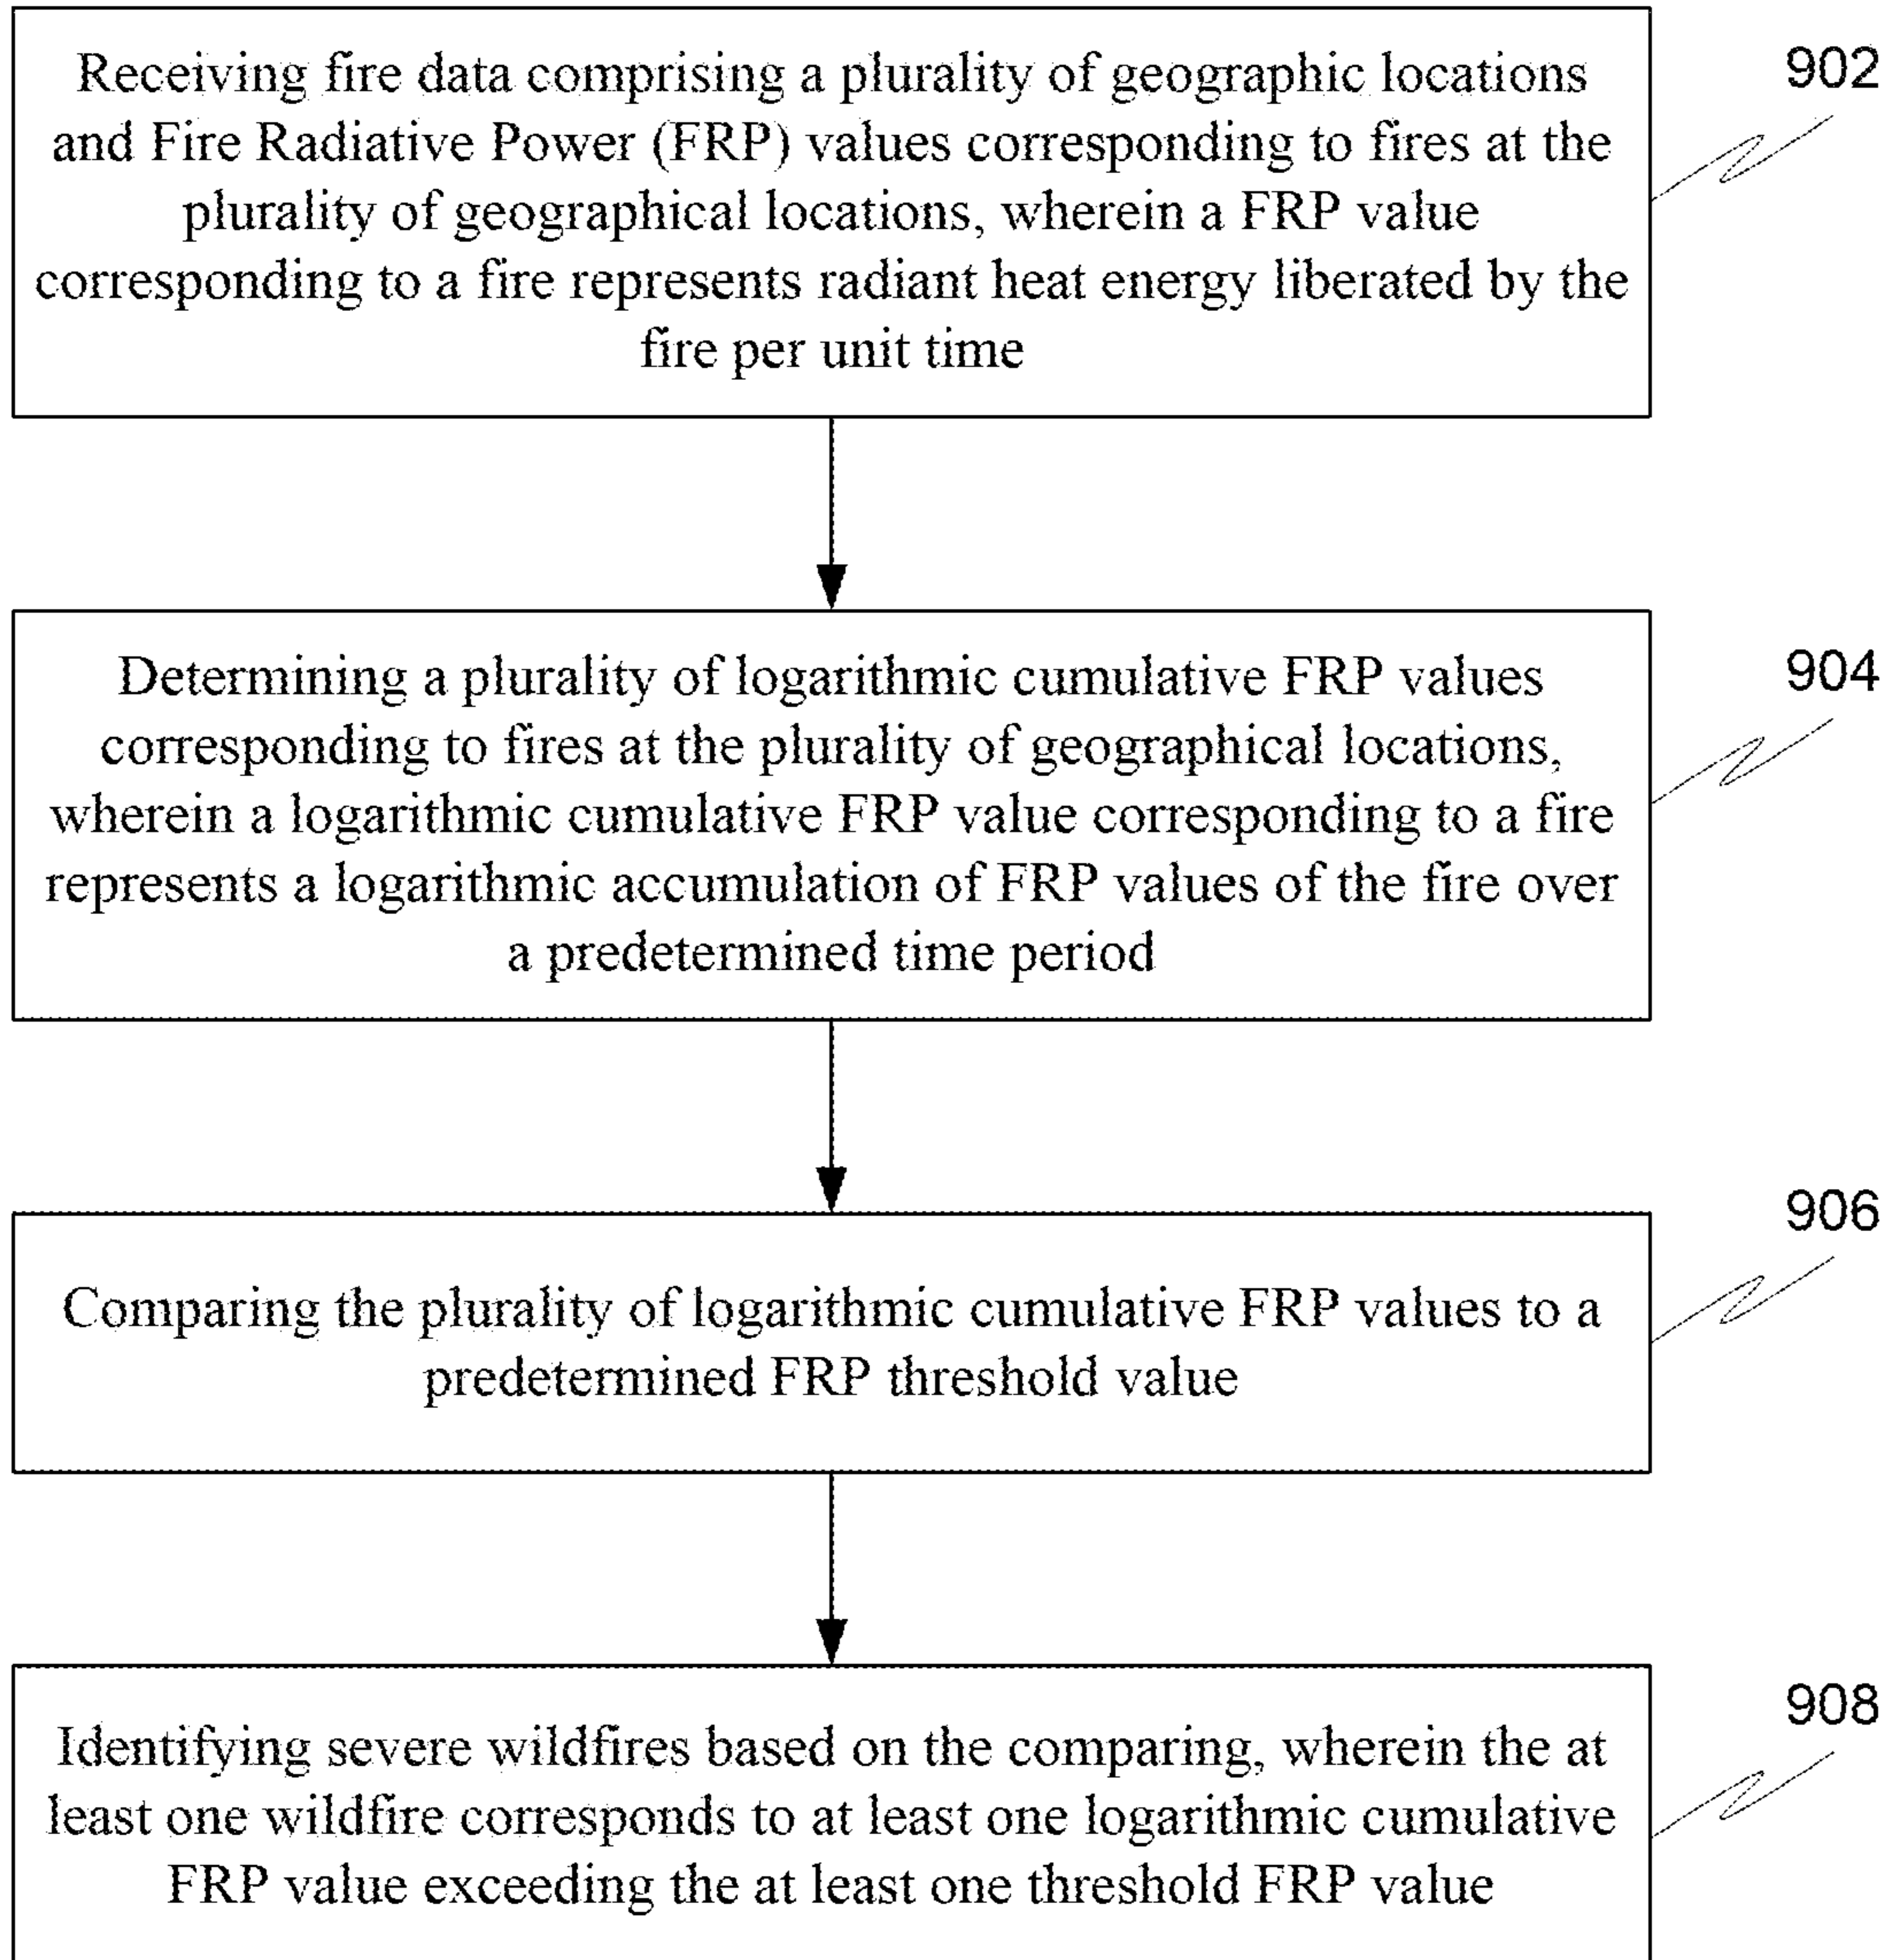 Receiving fire data comprising a plurality of geographic locations
and Fire Radiative Power (FRP) values corresponding to fires at the
plurality of geographical locations, wherein a FRP value
corresponding to a fire represents radiant heat energy liberated by the
fire per unit time
902
Determining a plurality of logarithmic cumulative FRP values
corresponding to fires at the plurality of geographical locations,
wherein a logarithmic cumulative FRP value corresponding to a fire
represents a logarithmic accumulation of FRP values of the fire over
a predetermined time period
904
Comparing the plurality of logarithmic cumulative FRP values to a
predetermined FRP threshold value
906
Identifying severe wildfires based on the comparing, wherein the at
least one wildfire corresponds to at least one logarithmic cumulative
FRP value exceeding the at least one threshold FRP value
908